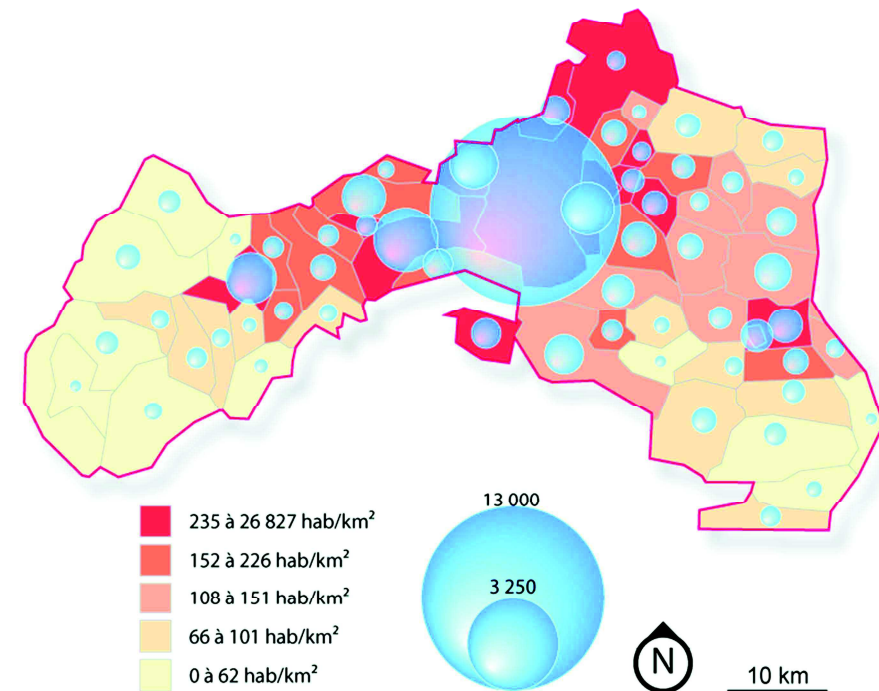 13 000
235 à 26 827 hab/km²
152 à 226 hab/km²
3 250
108 à 151 hab/km²
66 à 101 hab/km²
N
0 à 62 hab/km²
10 km